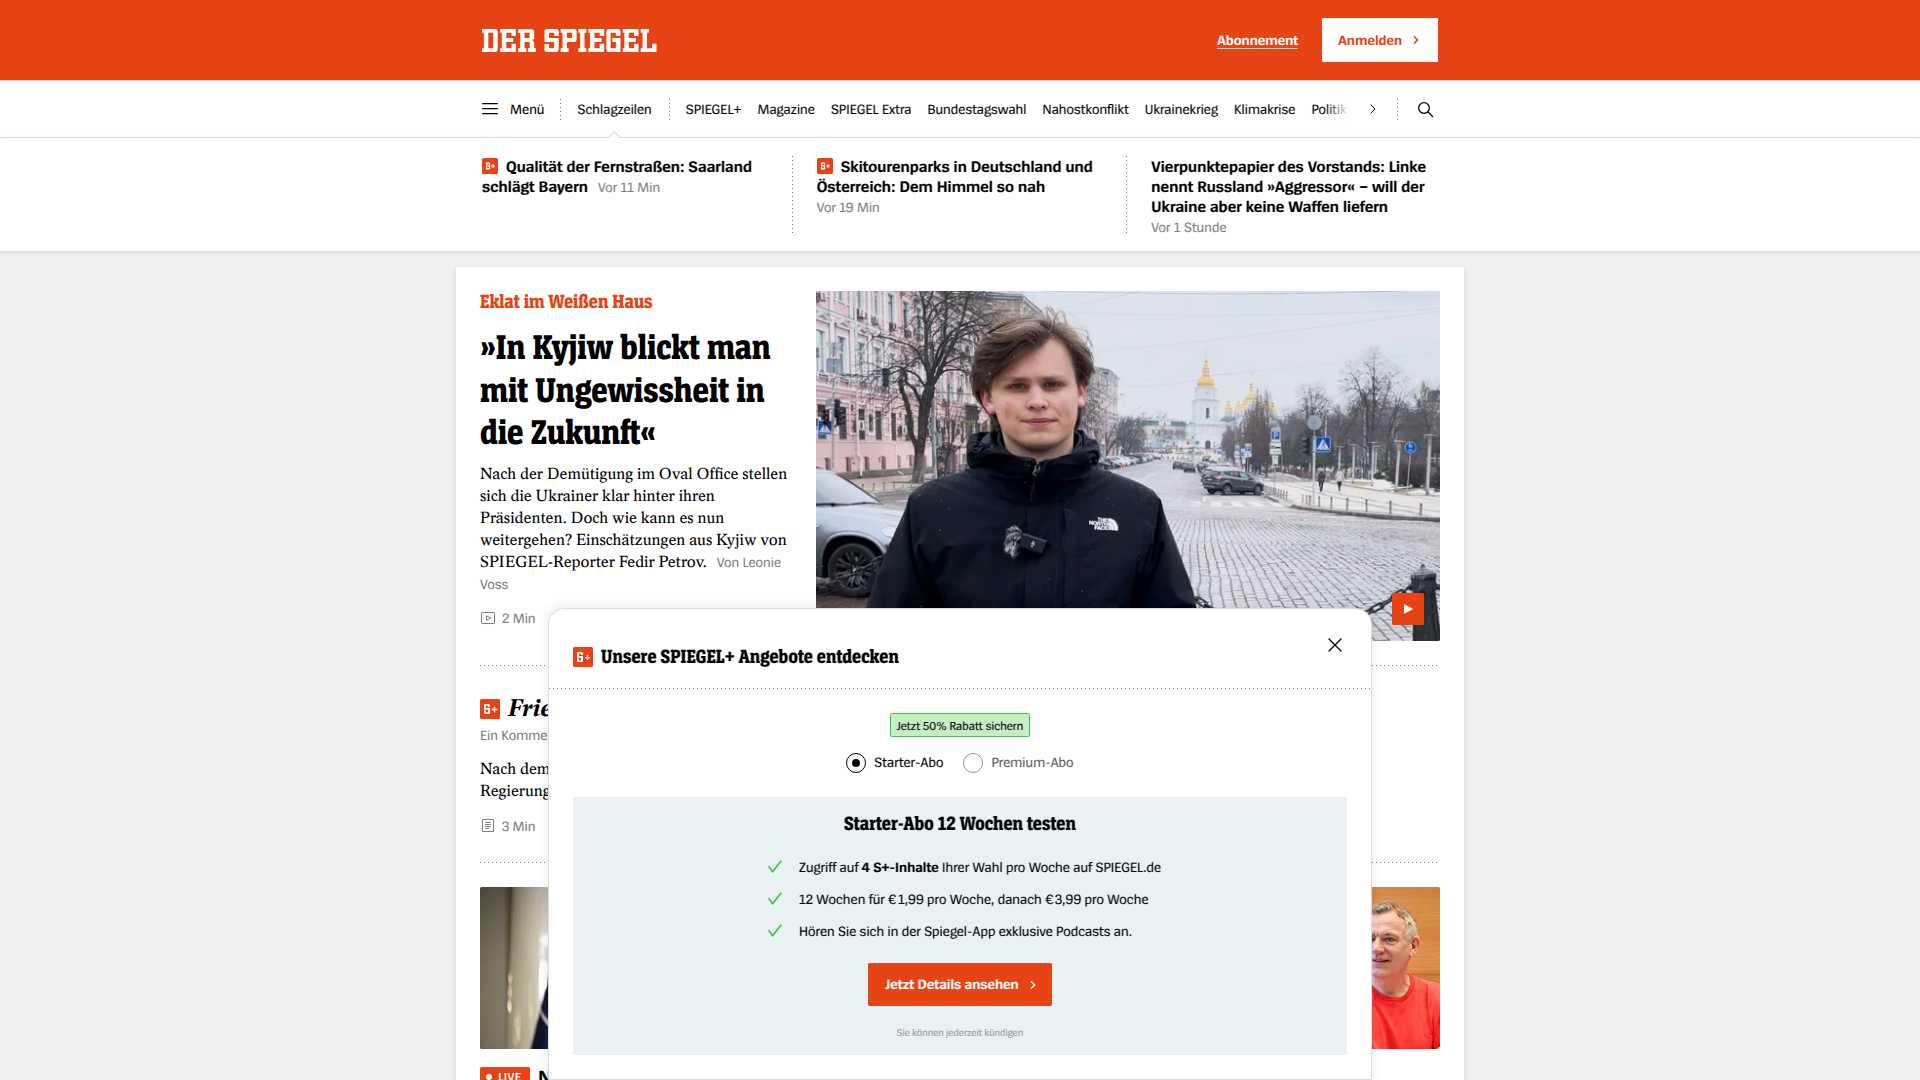 DER SPIEGEL
Abonnement
Anmelden
Menü
Schlagzeilen
SPIEGEL+
Magazine
SPIEGEL Extra
Bundestagswahl
Nahostkonflikt
Ukrainekrieg
Klimakrise
Politik
Qualität der Fernstraßen: Saarland
schlägt Bayern Vor 11 Min
Skitourenparks in Deutschland und
Österreich: Dem Himmel so nah
Vor 19 Min
Vierpunktepapier des Vorstands: Linke
nennt Russland »Aggressor« – will der
Ukraine aber keine Waffen liefern
Vor 1 Stunde
Eklat im Weißen Haus
»In Kyjiw blickt man
mit Ungewissheit in
die Zukunft«
Nach der Demütigung im Oval Office stellen
sich die Ukrainer klar hinter ihren
Präsidenten. Doch wie kann es nun
weitergehen? Einschätzungen aus Kyjiw von
SPIEGEL-Reporter Fedir Petrov. Von Leonie
Voss
2 Min
THE NORTH FACE
Unsere SPIEGEL+ Angebote entdecken
Jetzt 50% Rabatt sichern
Starter-Abo
Premium-Abo
Starter-Abo 12 Wochen testen
Zugriff auf 4 S+-Inhalte Ihrer Wahl pro Woche auf SPIEGEL.de
12 Wochen für €1,99 pro Woche, danach €3,99 pro Woche
Hören Sie sich in der Spiegel-App exklusive Podcasts an.
Jetzt Details ansehen
Sie können jederzeit kündigen
Frie
Ein Komme
Nach dem
Regierung
3 Min
LIVE